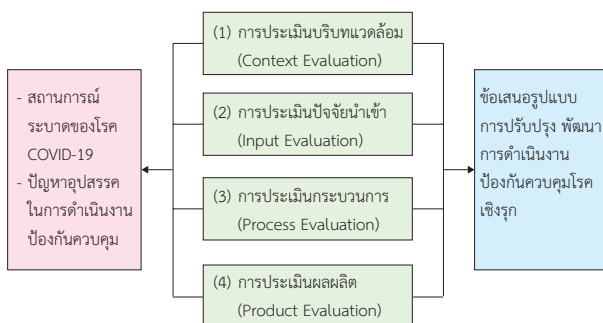 - สถานการณ์
ระบาดของโรค
COVID-19
- ปัญหาอุปสรรค
ในการดำเนินงาน
ป้องกันควบคุม
(1) การประเมินบริบทแวดล้อม
(Context Evaluation)
(2) การประเมินปัจจัยนำเข้า
(Input Evaluation)
(3) การประเมินกระบวนการ
(Process Evaluation)
(4) การประเมินผลผลิต
(Product Evaluation)
ข้อเสนอรูปแบบ
การปรับปรุง พัฒนา
การดำเนินงาน
ป้องกันควบคุมโรค
เชิงรุก